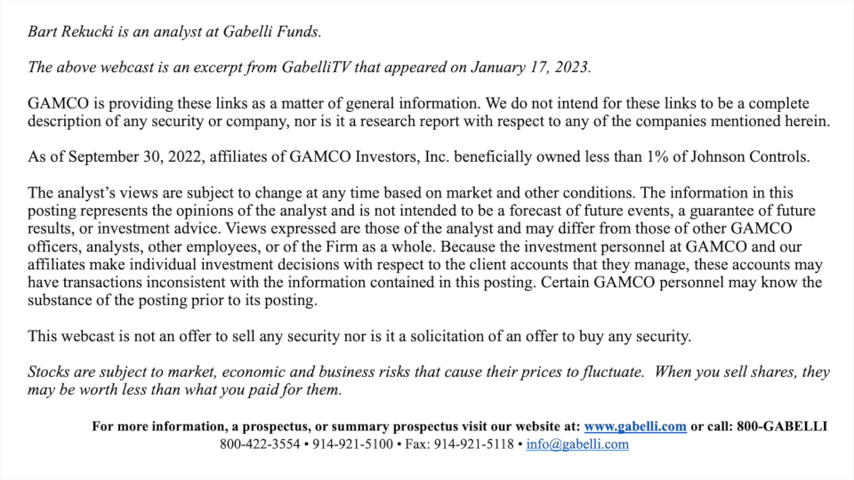 Bart Rekucki is an analyst at Gabelli Funds.
The above webcast is an excerpt from GabelliTV that appeared on January 17, 2023.
GAMCO is providing these links as a matter of general information. We do not intend for these links to be a complete
description of any security or company, nor is it a research report with respect to any of the companies mentioned herein.
As of September 30, 2022, affiliates of GAMCO Investors, Inc. beneficially owned less than 1% of Johnson Controls.
The analyst’s views are subject to change at any time based on market and other conditions. The information in this
posting represents the opinions of the analyst and is not intended to be a forecast of future events, a guarantee of future
results, or investment advice. Views expressed are those of the analyst and may differ from those of other GAMCO
officers, analysts, other employees, or of the Firm as a whole. Because the investment personnel at GAMCO and our
affiliates make individual investment decisions with respect to the client accounts that they manage, these accounts may
have transactions inconsistent with the information contained in this posting. Certain GAMCO personnel may know the
substance of the posting prior to its posting.
This webcast is not an offer to sell any security nor is it a solicitation of an offer to buy any security.
Stocks are subject to market, economic and business risks that cause their prices to fluctuate. When you sell shares, they
may be worth less than what you paid for them.
For more information, a prospectus, or summary prospectus visit our website at: www.gabelli.com or call: 800-GABELLI
800-422-3554 • 914-921-5100 • Fax: 914-921-5118 • info@gabelli.com